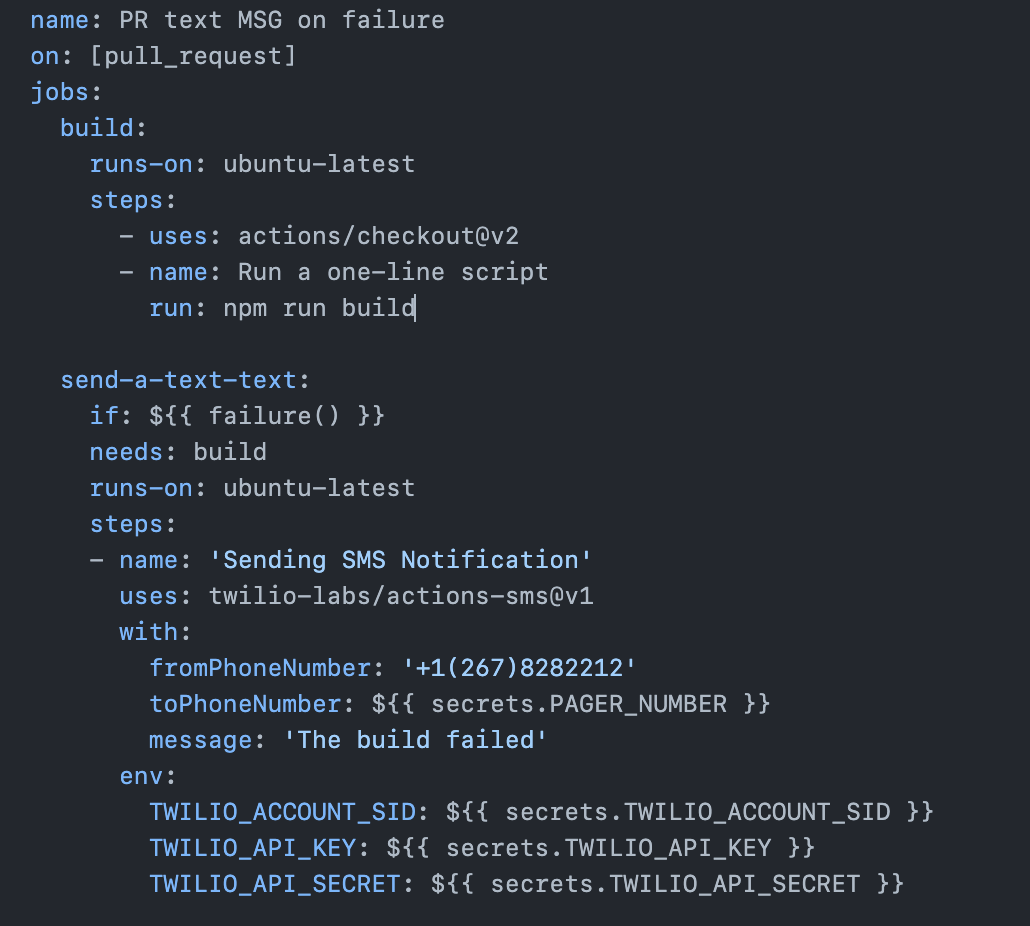 name: PR text MSG on failure
on: [pull_request]
jobs:
  build:
    runs-on: ubuntu-latest
    steps:
      - uses: actions/checkout@v2
      - name: Run a one-line script
        run: npm run build

  send-a-text-text:
    if: ${{ failure() }}
    needs: build
    runs-on: ubuntu-latest
    steps:
    - name: 'Sending SMS Notification'
      uses: twilio-labs/actions-sms@v1
      with:
        fromPhoneNumber: '+1(267)8282212'
        toPhoneNumber: ${{ secrets.PAGER_NUMBER }}
        message: 'The build failed'
      env:
        TWILIO_ACCOUNT_SID: ${{ secrets.TWILIO_ACCOUNT_SID }}
        TWILIO_API_KEY: ${{ secrets.TWILIO_API_KEY }}
        TWILIO_API_SECRET: ${{ secrets.TWILIO_API_SECRET }}